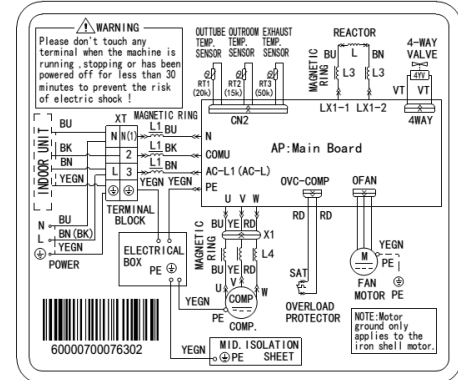 WARNING
Please don't touch any
terminal when the machine is
running ,stopping or has been
powered off for less than 30
minutes to prevent the risk
of electric shock !
OUTTUBE OUTROOM EXHAUST
TEMP. TEMP. TEMP.
SENSOR SENSOR SENSOR
RT1 RT2 RT3
(20k) (15k) (50k)
CN2
REACTOR
BU L BN
MAGNETIC
RING
L3 L3
LX1-1 LX1-2
4-WAY
VALVE
4YV
VT VT
4WAY
INDOOR UNIT
BU
BK
BN
YEGN
XT
N N(1)
2
L 3
TERMINAL
BLOCK
MAGNETIC RING
L1 BU
L1 BK
L1 BN
YEGN YEGN
N
COMU
AC-L1(AC-L)
PE
AP:Main Board
U V W
OVC-COMP
OFAN
N BU
L BN(BK)
YEGN
POWER
ELECTRICAL
BOX PE
MAGNETIC
RING
BU YE RD
X1
L4
BU YE RD
U V W
COMP
PE
COMP.
YEGN
RD RD
SAT
OVERLOAD
PROTECTOR
M
YEGN
PE
FAN
MOTOR PE
NOTE:Motor
ground only
applies to the
iron shell motor.
60000700076302
YEGN
PE
MID. ISOLATION
SHEET